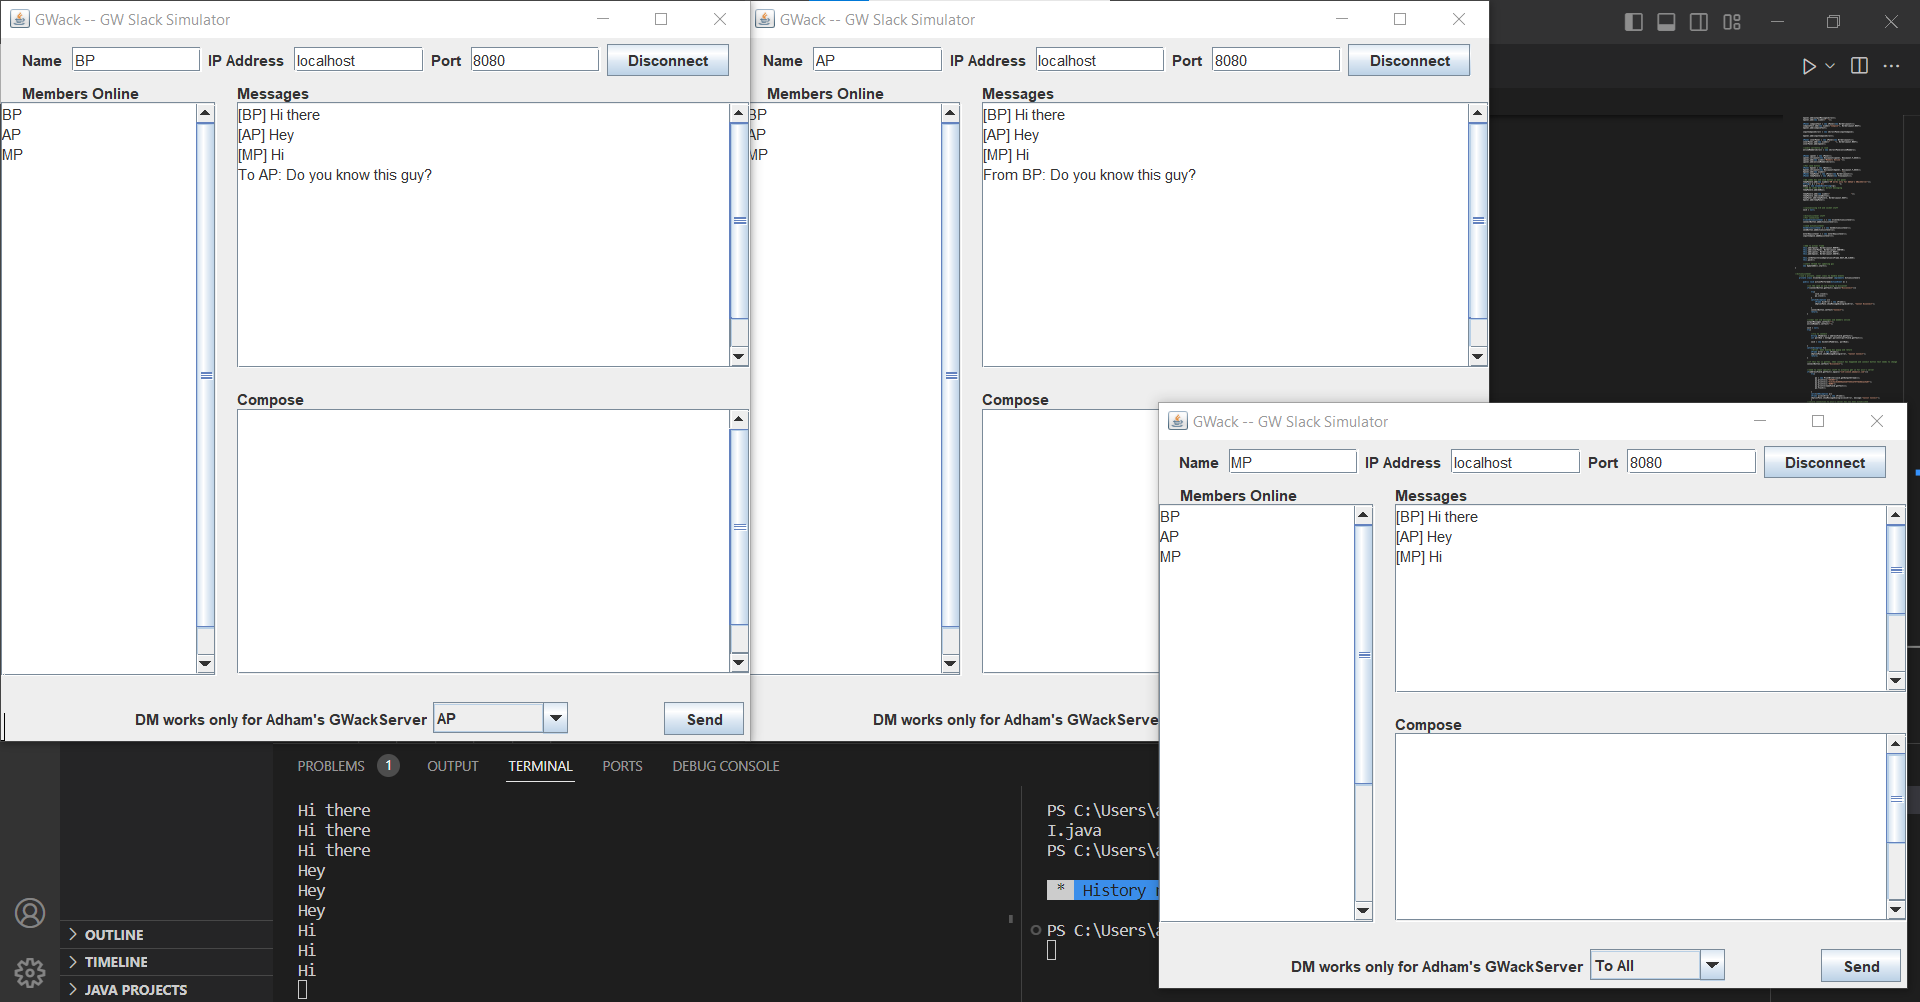 GWack -- GW Slack Simulator
Name BP IP Address localhost Port 8080 Disconnect
Members Online
BP
AP
MP
Messages
[BP] Hi there
[AP] Hey
[MP] Hi
To AP: Do you know this guy?
Compose
DM works only for Adham's GWackServer AP Send
GWack -- GW Slack Simulator
Name AP IP Address localhost Port 8080 Disconnect
Members Online
BP
AP
MP
Messages
[BP] Hi there
[AP] Hey
[MP] Hi
From BP: Do you know this guy?
Compose
DM works only for Adham's GWackServe
GWack -- GW Slack Simulator
Name MP IP Address localhost Port 8080 Disconnect
Members Online
BP
AP
MP
Messages
[BP] Hi there
[AP] Hey
[MP] Hi
Compose
DM works only for Adham's GWackServer To All Send
PROBLEMS 1 OUTPUT TERMINAL PORTS DEBUG CONSOLE
Hi there
Hi there
Hi there
Hey
Hey
Hey
Hi
Hi
Hi
PS C:\Users\
I.java
PS C:\Users\
* History
PS C:\Users\
OUTLINE
TIMELINE
JAVA PROJECTS